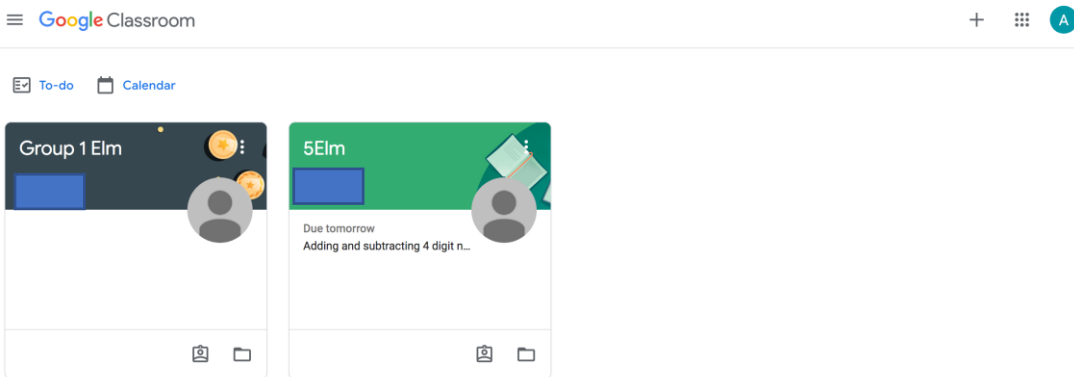 Google Classroom
A
To-do Calendar
Group 1 Elm
5Elm
Due tomorrow
Adding and subtracting 4 digit n...